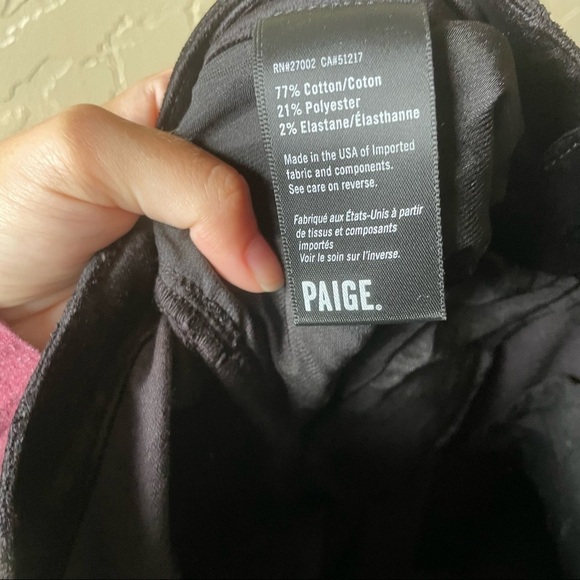 RN#27002 CA#51217
77% Cotton/Coton
21% Polyester
2% Elastane/Élasthanne
Made in the USA of Imported
fabric and components.
See care on reverse.
Fabriqué aux États-Unis à partir
de tissus et composants
importés
Voir le soin sur l'inverse.
PAIGE.